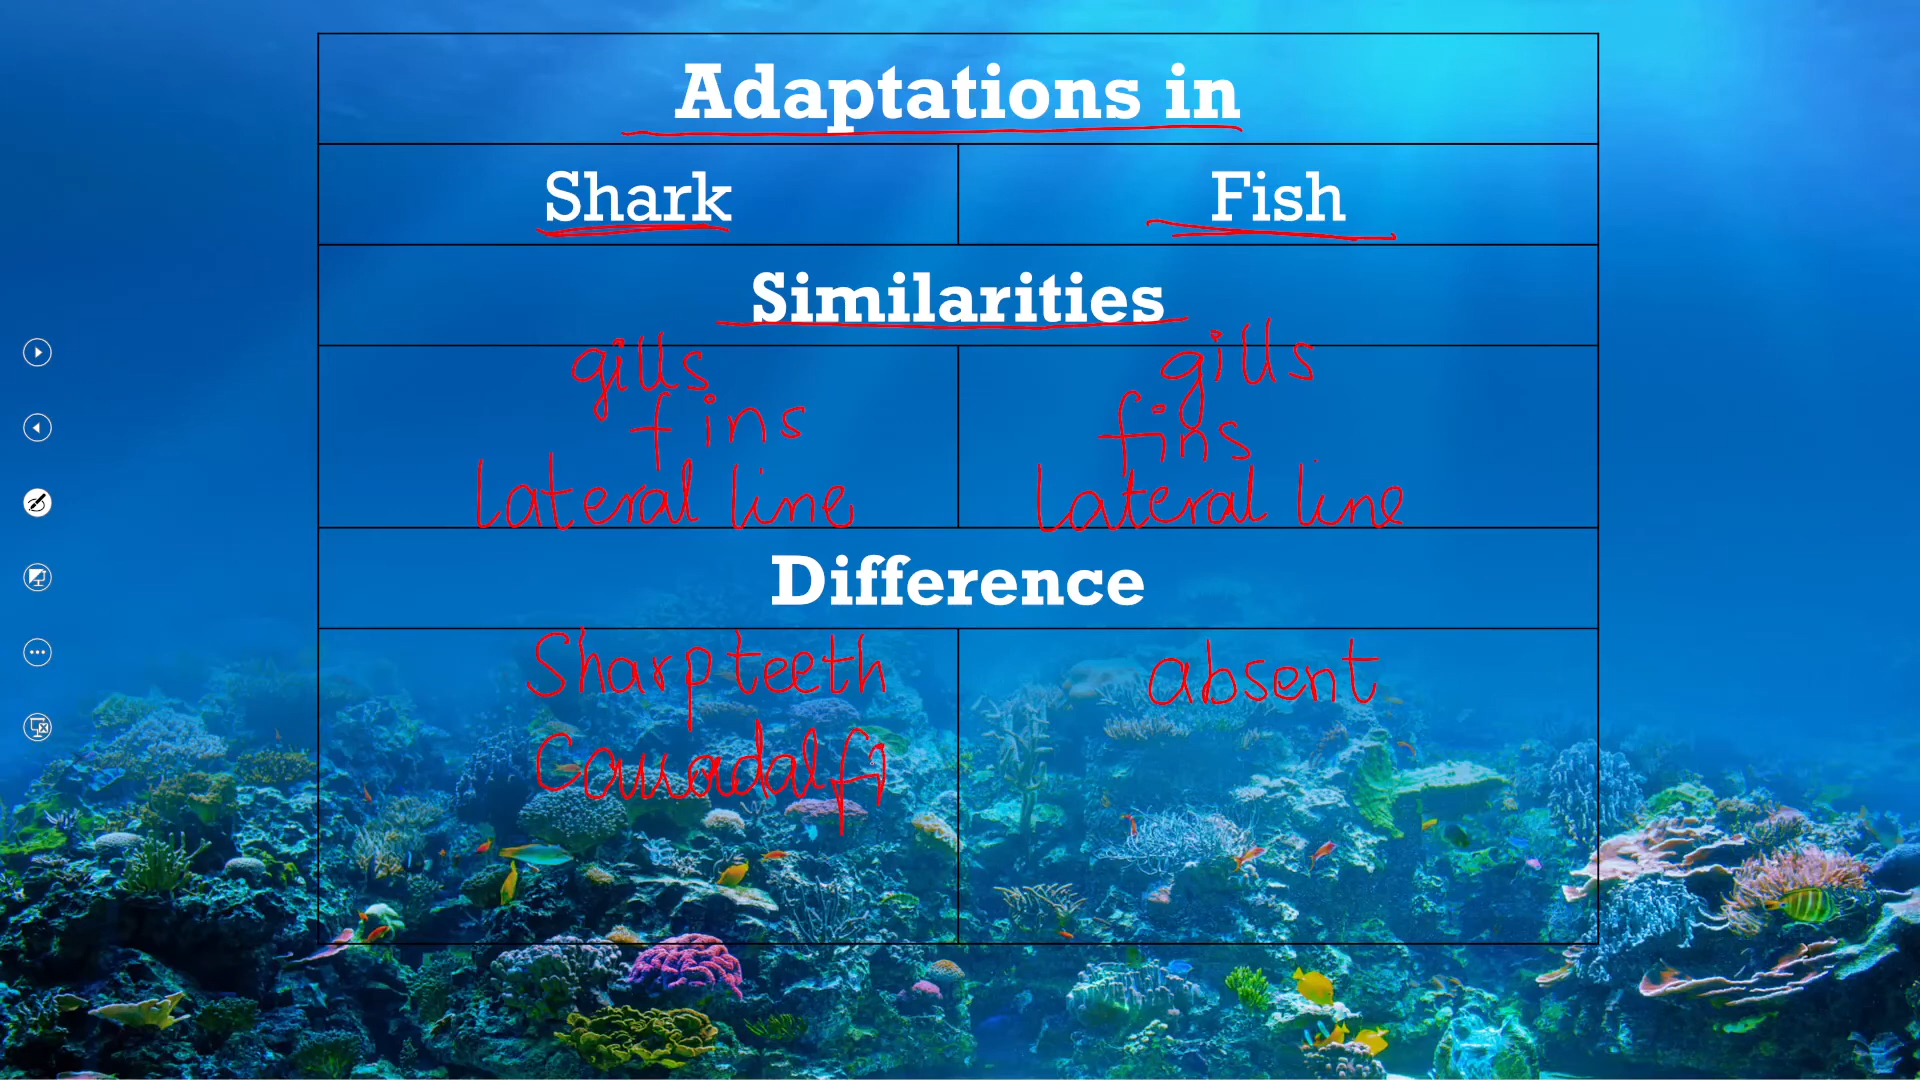 Adaptations in
Shark Fish
Similarities
gills gills
fins fins
lateral line lateral line
Difference
Sharp teeth absent